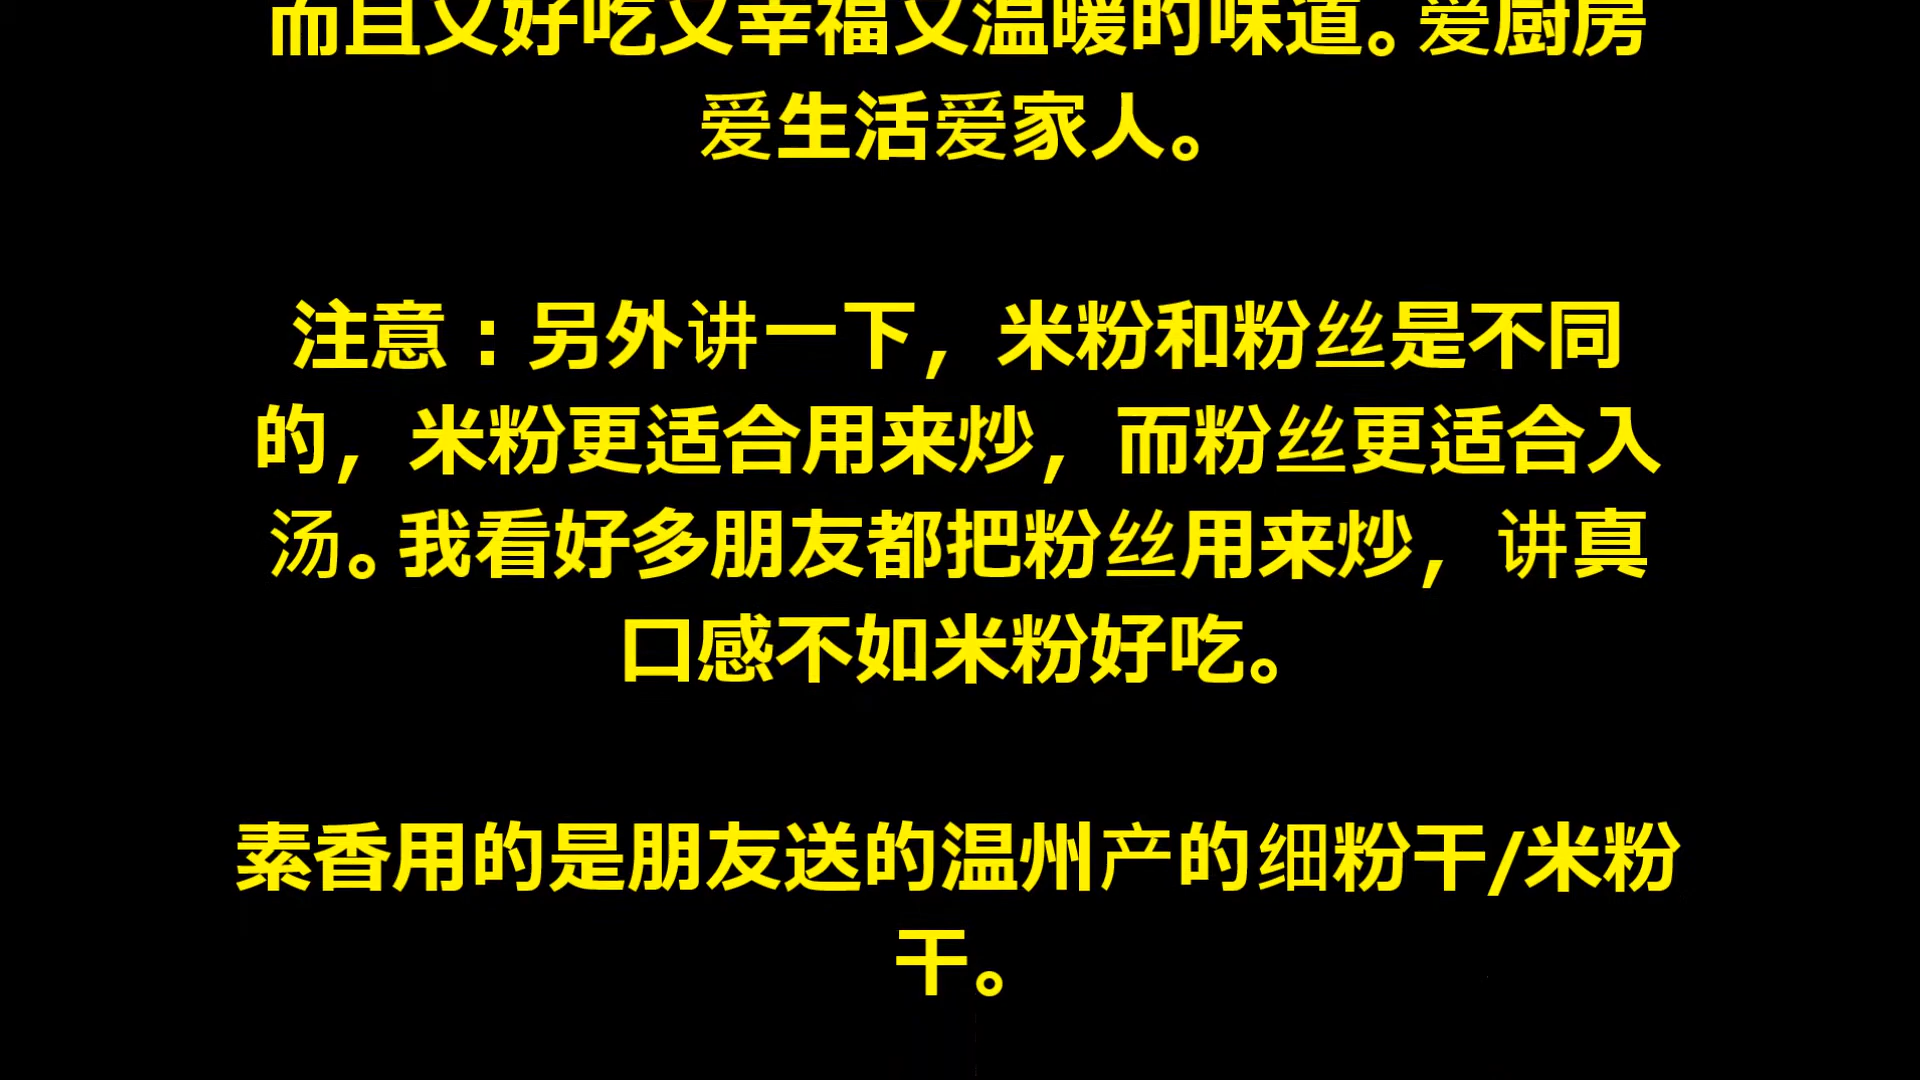 而且又好吃又幸福又温暖的味道。爱厨房
爱生活爱家人。
注意：另外讲一下，米粉和粉丝是不同
的，米粉更适合用来炒，而粉丝更适合入
汤。我看好多朋友都把粉丝用来炒，讲真
口感不如米粉好吃。
素香用的是朋友送的温州产的细粉干/米粉
干。